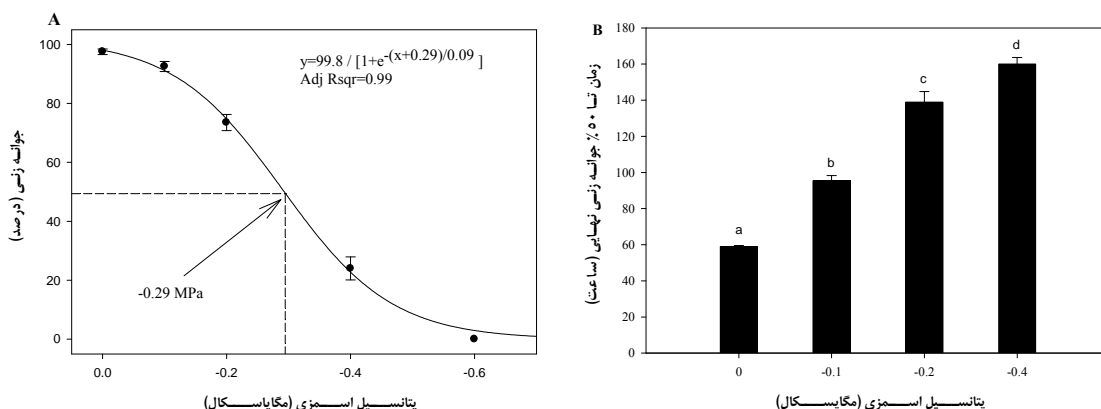 A
y=99.8 / [1+e-(x+0.29)/0.09 ]
Adj Rsqr=0.99
100
80
60
40
20
0
جوانه زنی (درصد)
-0.29 MPa
0.0 -0.2 -0.4 -0.6
پتانسیل اسمزی (مگاپاسکال)
B
180
160
140
120
100
80
60
40
20
0
زمان تا ۵۰٪ جوانه زنی نهایی (ساعت)
a
b
c
d
0 -0.1 -0.2 -0.4
پتانسیل اسمزی (مگاپسکال)